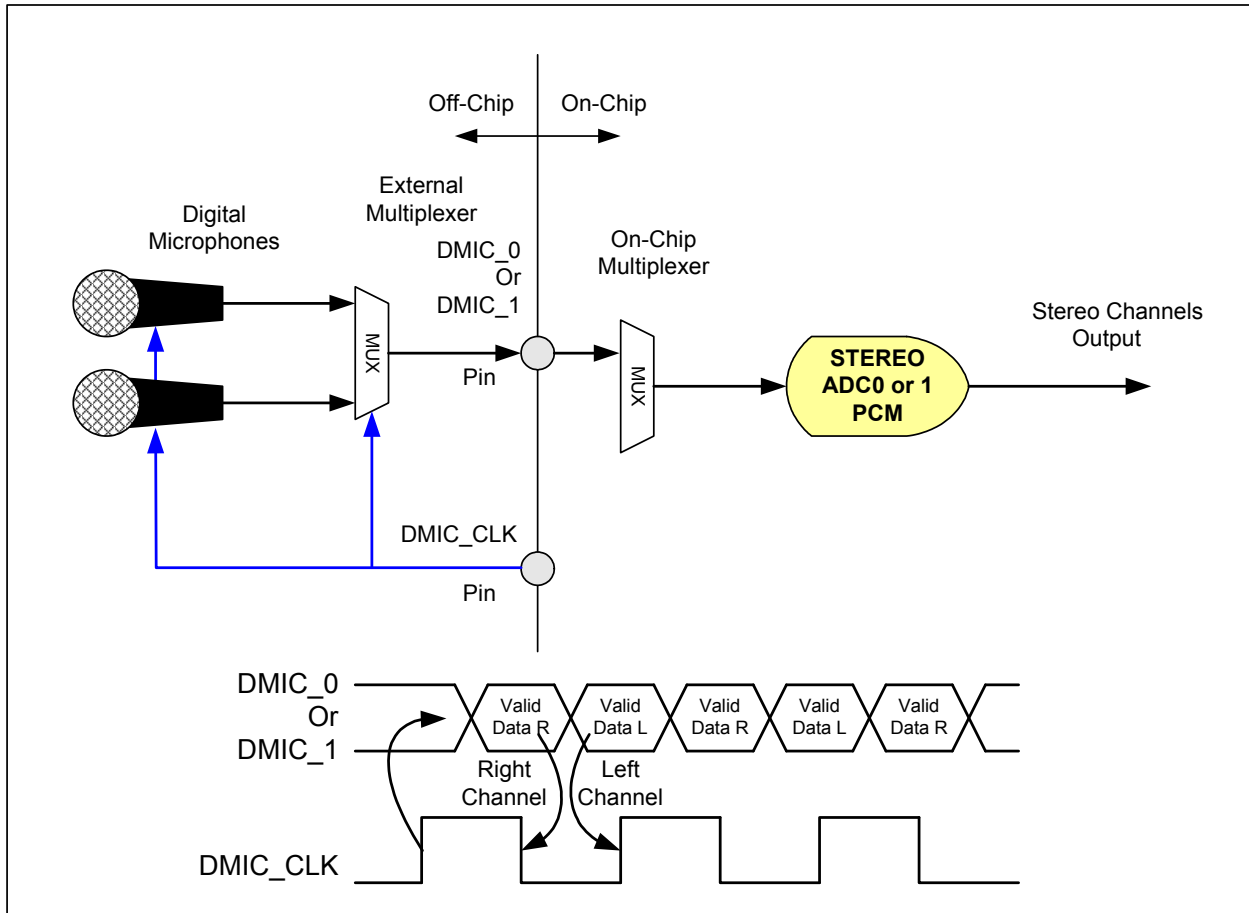 Off-Chip
On-Chip
Digital
Microphones
External
Multiplexer
DMIC_0
Or
DMIC_1
On-Chip
Multiplexer
Stereo Channels
Output
MUX
Pin
MUX
STEREO
ADC0 or 1
PCM
DMIC_CLK
Pin
DMIC_0
Or
DMIC_1
Valid
Data R
Valid
Data L
Valid
Data R
Valid
Data L
Valid
Data R
Right
Channel
Left
Channel
DMIC_CLK